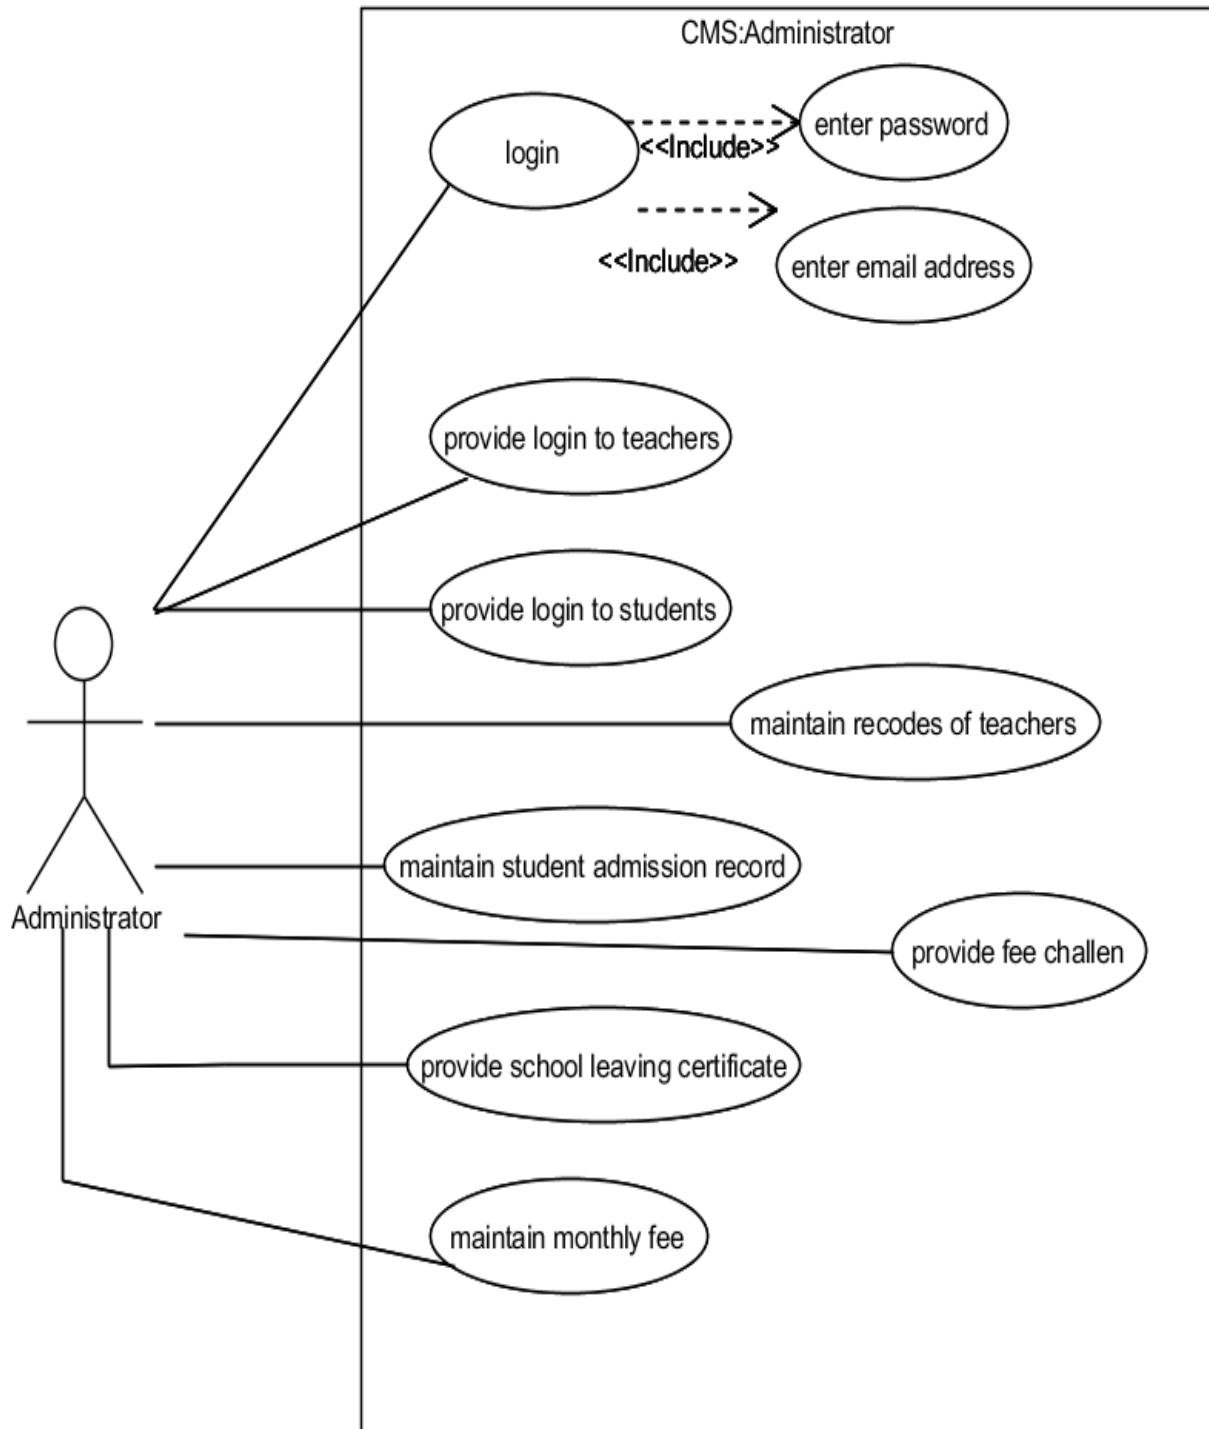 CMS:Administrator
login
<<Include>>
enter password
<<Include>>
enter email address
provide login to teachers
provide login to students
maintain recodes of teachers
maintain student admission record
Administrator
provide fee challen
provide school leaving certificate
maintain monthly fee